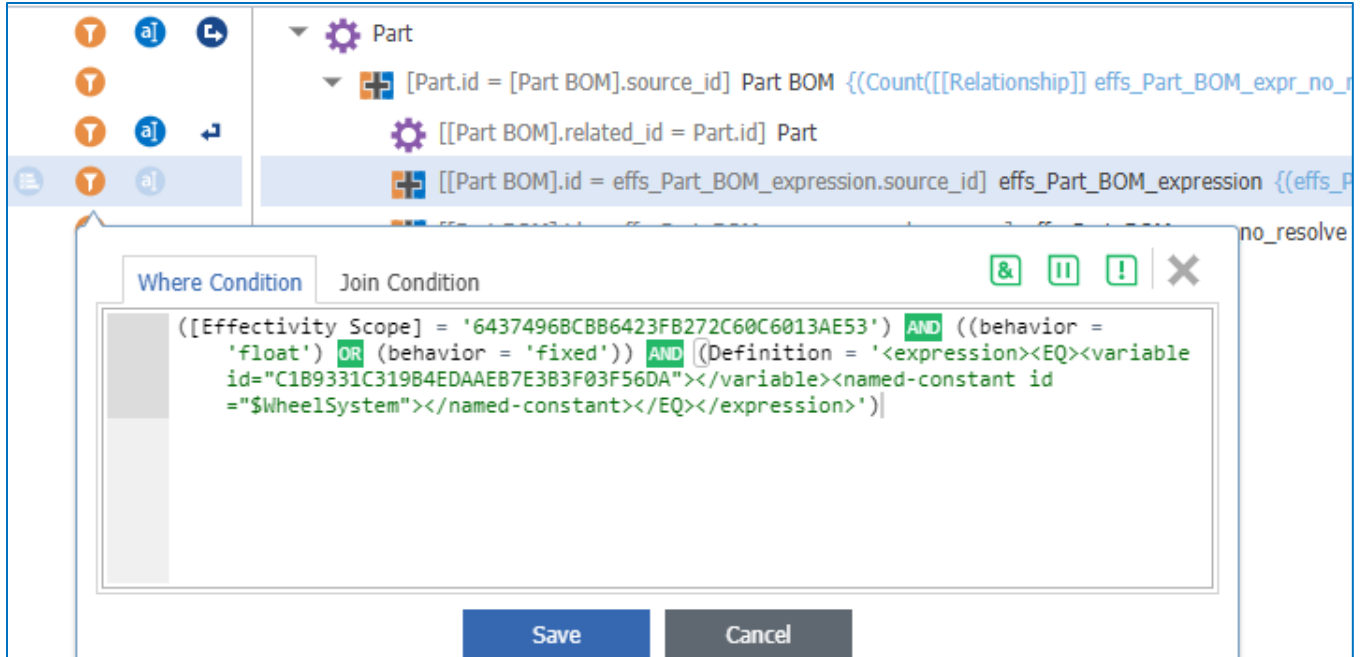 Part
[Part.id = [Part BOM].source_id] Part BOM {(Count([[Relationship]] effs_Part_BOM_expr_no_r
[[Part BOM].related_id = Part.id] Part
[[Part BOM].id = effs_Part_BOM_expression.source_id] effs_Part_BOM_expression {(effs_P
no_resolve
Where Condition Join Condition & !
([Effectivity Scope] = '6437496BCBB6423FB272C60C6013AE53') AND ((behavior =
'float') OR (behavior = 'fixed')) AND (Definition = '<expression><EQ><variable
id="C1B9331C319B4EDAAEB7E3B3F03F56DA"></variable><named-constant id
="$WheelSystem"></named-constant></EQ></expression>')
Save Cancel